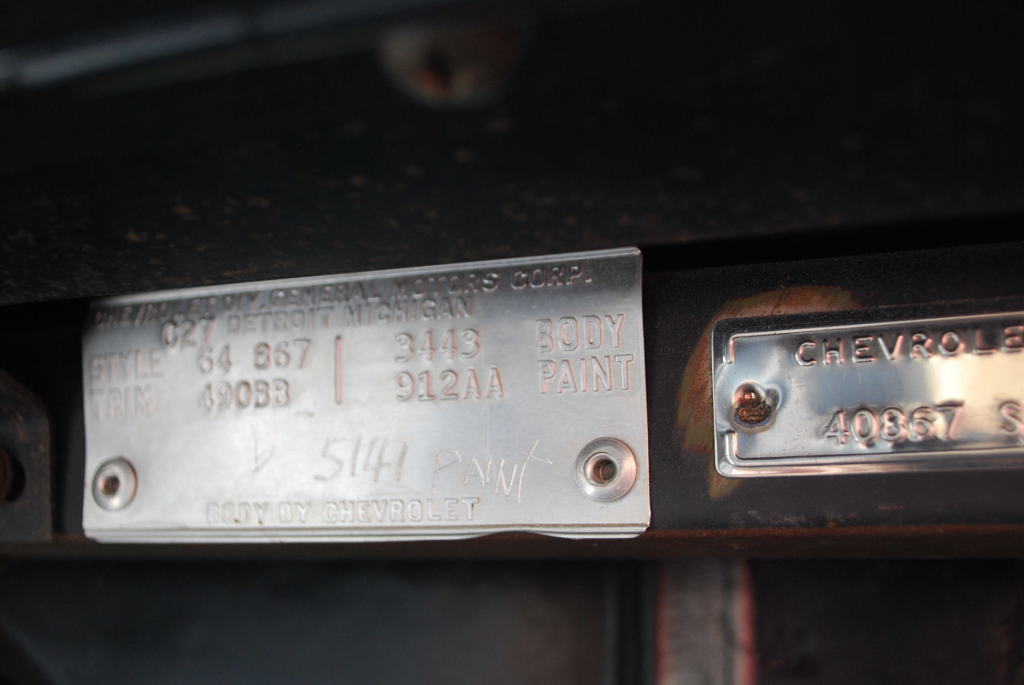 CHEVROLET DIV. GENERAL MOTORS CORP.
C27 DETROIT MICHIGAN
STYLE 64 867 | 3443 BODY
TRIM 490BB | 912AA PAINT
5141 PAINT
BODY BY CHEVROLET
CHEVROLE
40867 S